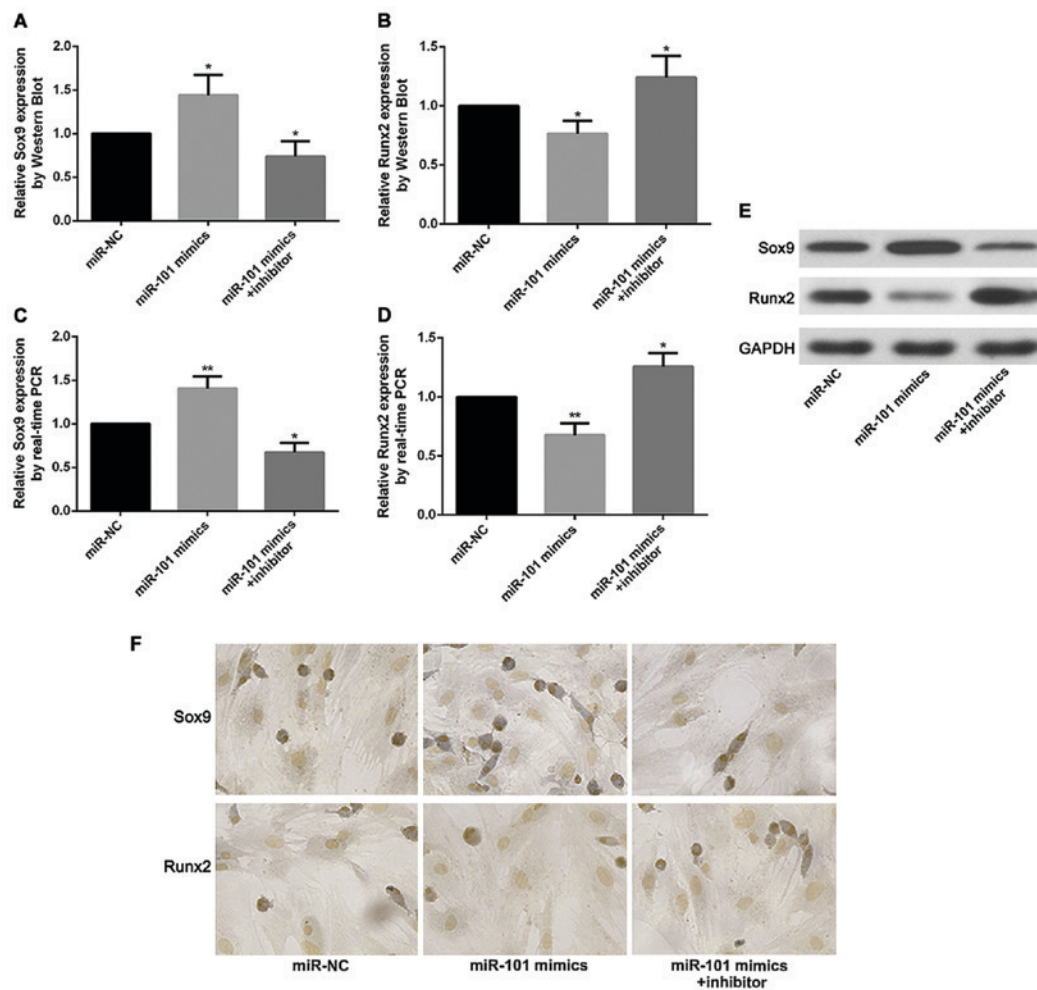 A
Relative Sox9 expression
by Western Blot
2.0
1.5
1.0
0.5
0.0
*
*
miR-NC
miR-101 mimics
miR-101 mimics
+inhibitor
B
Relative Runx2 expression
by Western Blot
1.5
1.0
0.5
0.0
*
*
miR-NC
miR-101 mimics
miR-101 mimics
+inhibitor
C
Relative Sox9 expression
by real-time PCR
2.0
1.5
1.0
0.5
0.0
**
*
miR-NC
miR-101 mimics
miR-101 mimics
+inhibitor
D
Relative Runx2 expression
by real-time PCR
1.5
1.0
0.5
0.0
**
*
miR-NC
miR-101 mimics
miR-101 mimics
+inhibitor
E
Sox9
Runx2
GAPDH
miR-NC
miR-101 mimics
miR-101 mimics
+inhibitor
F
Sox9
Runx2
miR-NC
miR-101 mimics
miR-101 mimics
+inhibitor